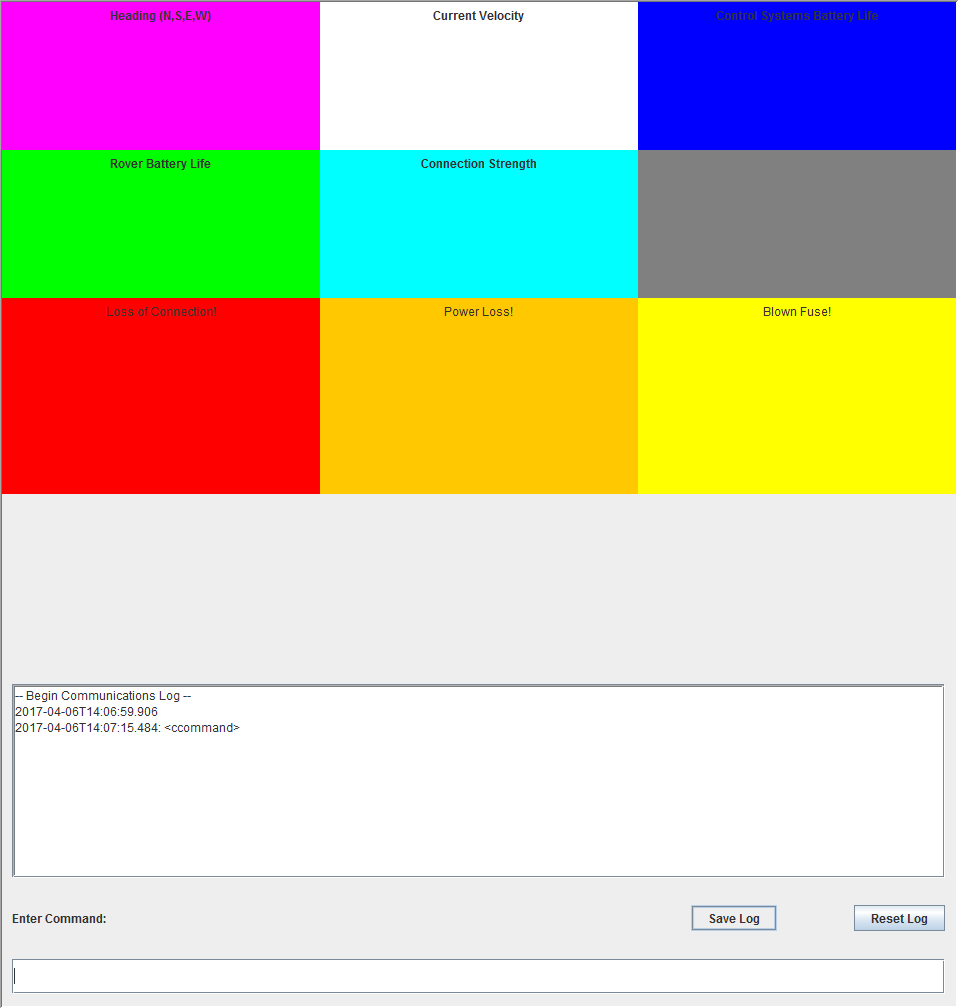 Heading (N,S,E,W)
Current Velocity
Control Systems Battery Life
Rover Battery Life
Connection Strength
Loss of Connection!
Power Loss!
Blown Fuse!
-- Begin Communications Log --
2017-04-06T14:06:59.906
2017-04-06T14:07:15.484: <ccommand>
Enter Command:
Save Log
Reset Log